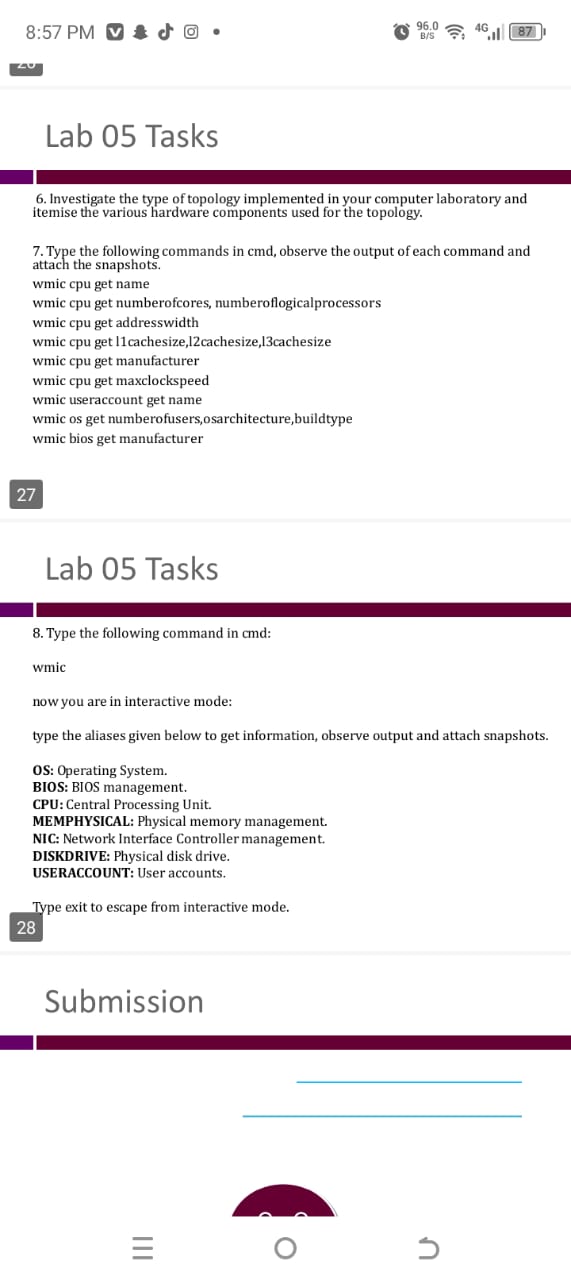 8:57 PM
96.0 B/S 4G 87
Lab 05 Tasks
6. Investigate the type of topology implemented in your computer laboratory and
itemise the various hardware components used for the topology.
7. Type the following commands in cmd, observe the output of each command and
attach the snapshots.
wmic cpu get name
wmic cpu get numberofcores, numberoflogicalprocessors
wmic cpu get addresswidth
wmic cpu get l1cachesize,l2cachesize,l3cachesize
wmic cpu get manufacturer
wmic cpu get maxclockspeed
wmic useraccount get name
wmic os get numberofusers,osarchitecture,buildtype
wmic bios get manufacturer
27
Lab 05 Tasks
8. Type the following command in cmd:
wmic
now you are in interactive mode:
type the aliases given below to get information, observe output and attach snapshots.
OS: Operating System.
BIOS: BIOS management.
CPU: Central Processing Unit.
MEMPHYSICAL: Physical memory management.
NIC: Network Interface Controller management.
DISKDRIVE: Physical disk drive.
USERACCOUNT: User accounts.
Type exit to escape from interactive mode.
28
Submission